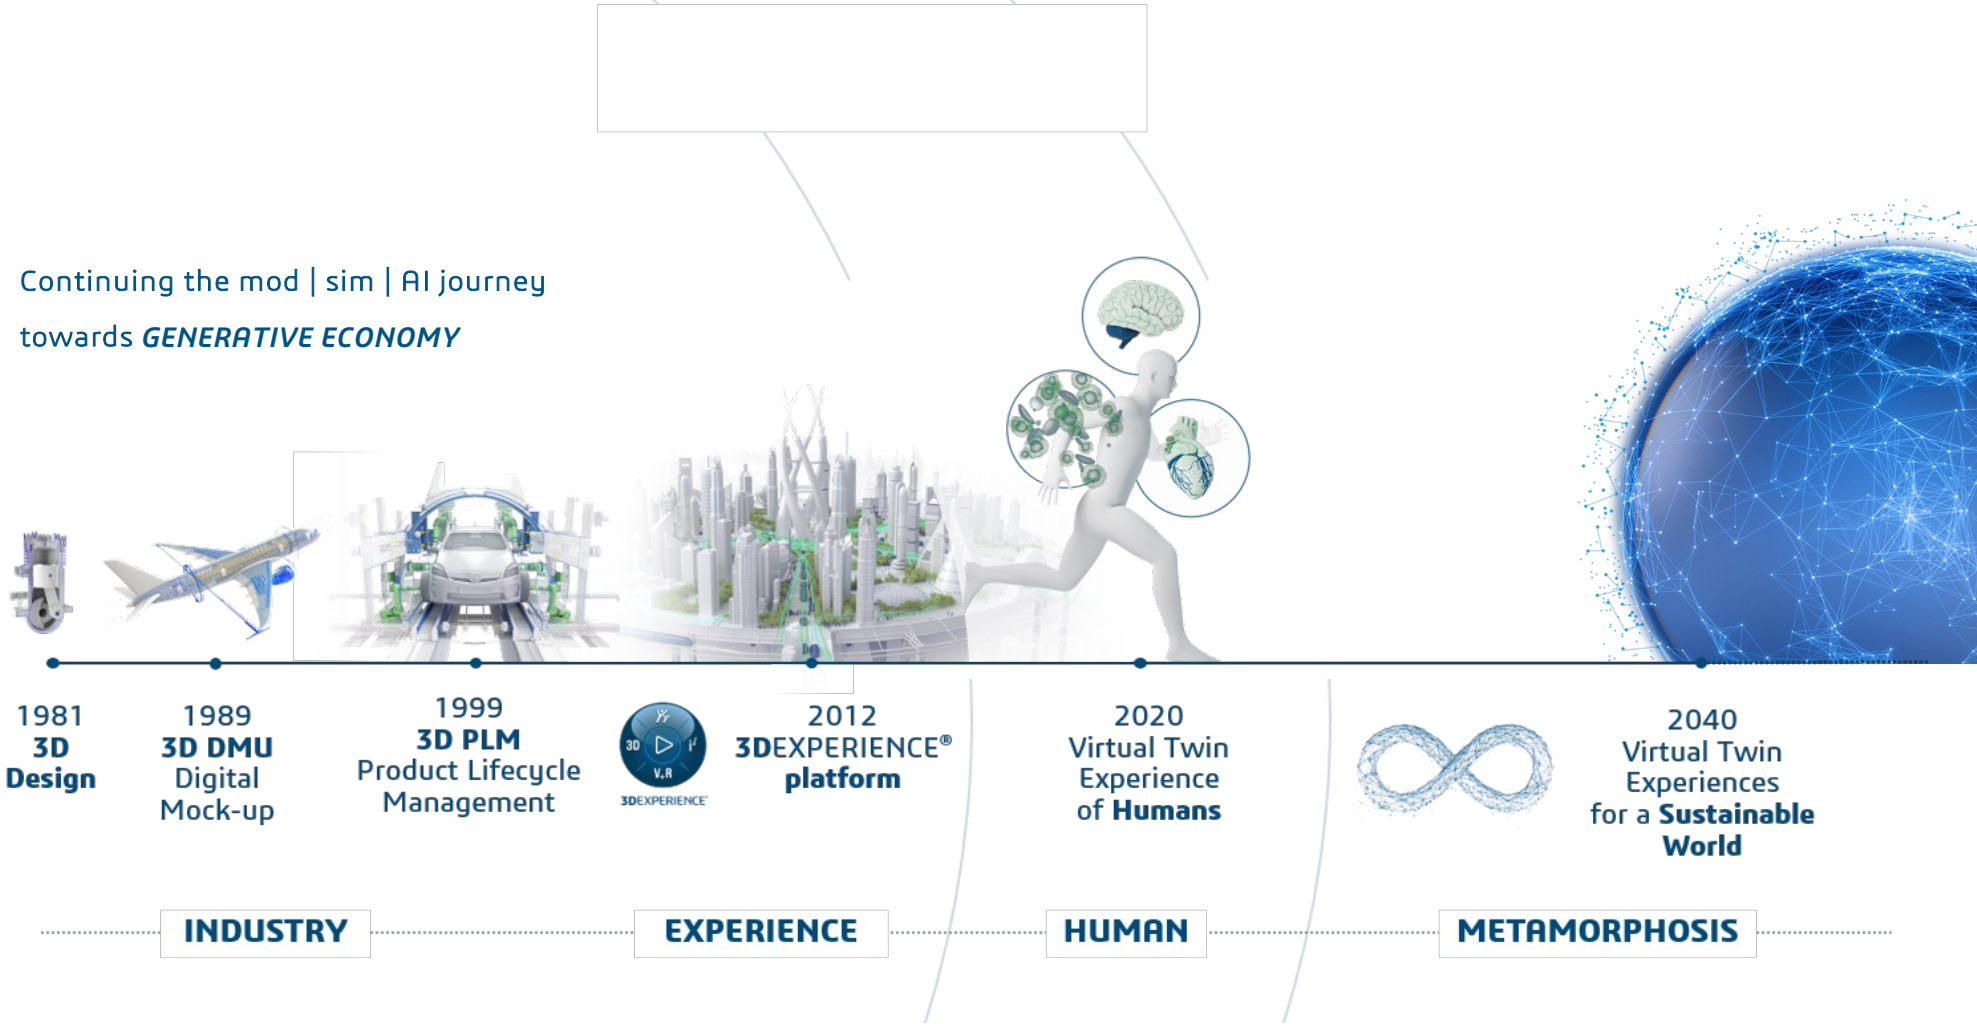 Continuing the mod | sim | AI journey
towards GENERATIVE ECONOMY
1981
3D
Design
1989
3D DMU
Digital
Mock-up
1999
3D PLM
Product Lifecycle
Management
3D
V+R
3DEXPERIENCE
2012
3DEXPERIENCE®
platform
2020
Virtual Twin
Experience
of Humans
2040
Virtual Twin
Experiences
for a Sustainable
World
INDUSTRY
EXPERIENCE
HUMAN
METAMORPHOSIS